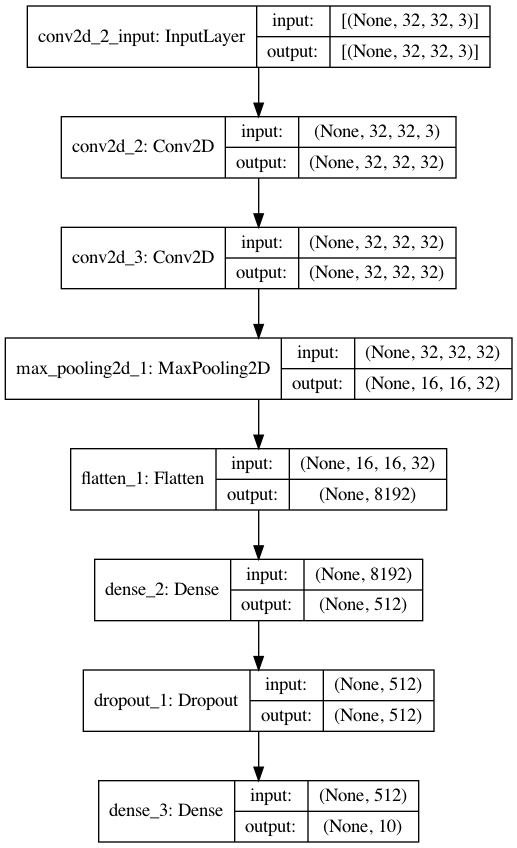 conv2d_2_input: InputLayer
input:
[(None, 32, 32, 3)]
output:
[(None, 32, 32, 3)]
conv2d_2: Conv2D
input:
(None, 32, 32, 3)
output:
(None, 32, 32, 32)
conv2d_3: Conv2D
input:
(None, 32, 32, 32)
output:
(None, 32, 32, 32)
max_pooling2d_1: MaxPooling2D
input:
(None, 32, 32, 32)
output:
(None, 16, 16, 32)
flatten_1: Flatten
input:
(None, 16, 16, 32)
output:
(None, 8192)
dense_2: Dense
input:
(None, 8192)
output:
(None, 512)
dropout_1: Dropout
input:
(None, 512)
output:
(None, 512)
dense_3: Dense
input:
(None, 512)
output:
(None, 10)